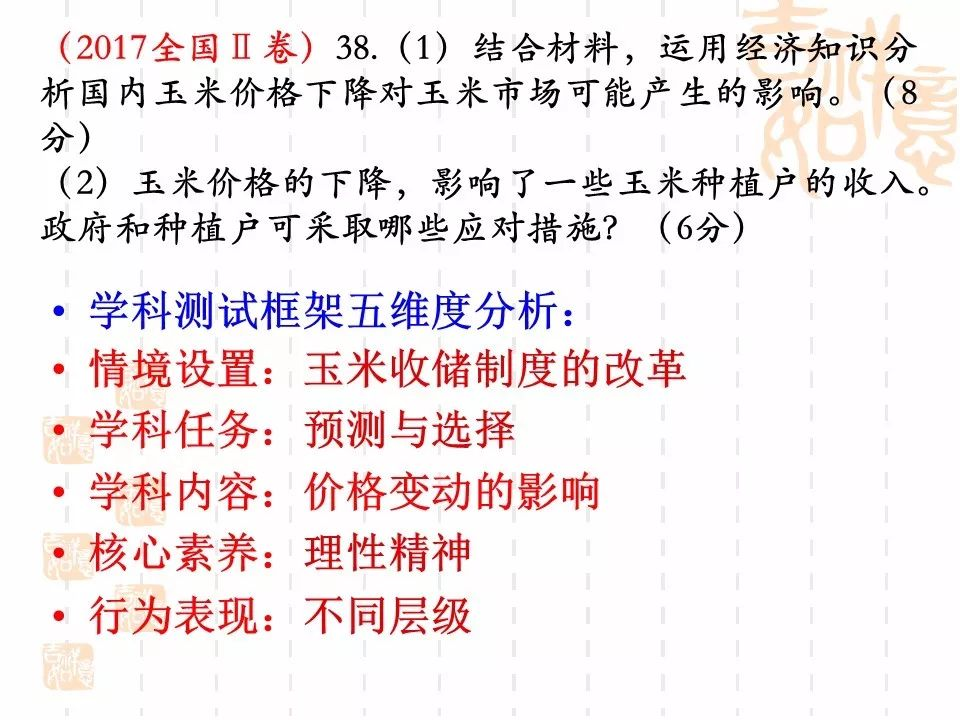 （2017全国Ⅱ卷）38.（1）结合材料，运用经济知识分
析国内玉米价格下降对玉米市场可能产生的影响。（8
分）
（2）玉米价格的下降，影响了一些玉米种植户的收入。
政府和种植户可采取哪些应对措施？（6分）
• 学科测试框架五维度分析：
• 情境设置：玉米收储制度的改革
• 学科任务：预测与选择
• 学科内容：价格变动的影响
• 核心素养：理性精神
• 行为表现：不同层级